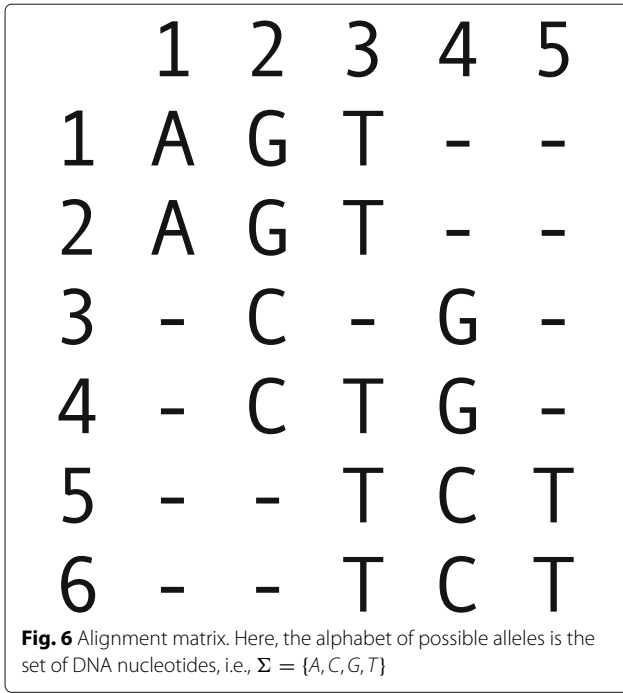 1 2 3 4 5
1 A G T - -
2 A G T - -
3 - C - G -
4 - C T G -
5 - - T C T
6 - - T C T
Fig. 6 Alignment matrix. Here, the alphabet of possible alleles is the
set of DNA nucleotides, i.e., Σ = {A, C, G, T}